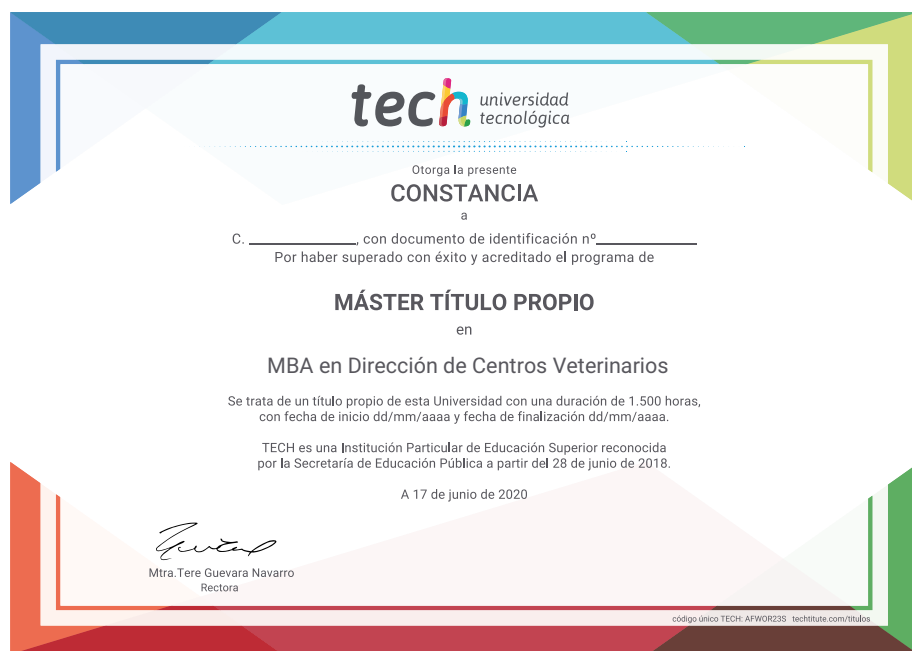 tech universidad
tecnológica
Otorga la presente
CONSTANCIA
a
C. ______________, con documento de identificación nº_____________
Por haber superado con éxito y acreditado el programa de
MÁSTER TÍTULO PROPIO
en
MBA en Dirección de Centros Veterinarios
Se trata de un título propio de esta Universidad con una duración de 1.500 horas,
con fecha de inicio dd/mm/aaaa y fecha de finalización dd/mm/aaaa.
TECH es una Institución Particular de Educación Superior reconocida
por la Secretaría de Educación Pública a partir del 28 de junio de 2018.
A 17 de junio de 2020
Mtra.Tere Guevara Navarro
Rectora
código único TECH: AFWOR23S techtitute.com/titulos